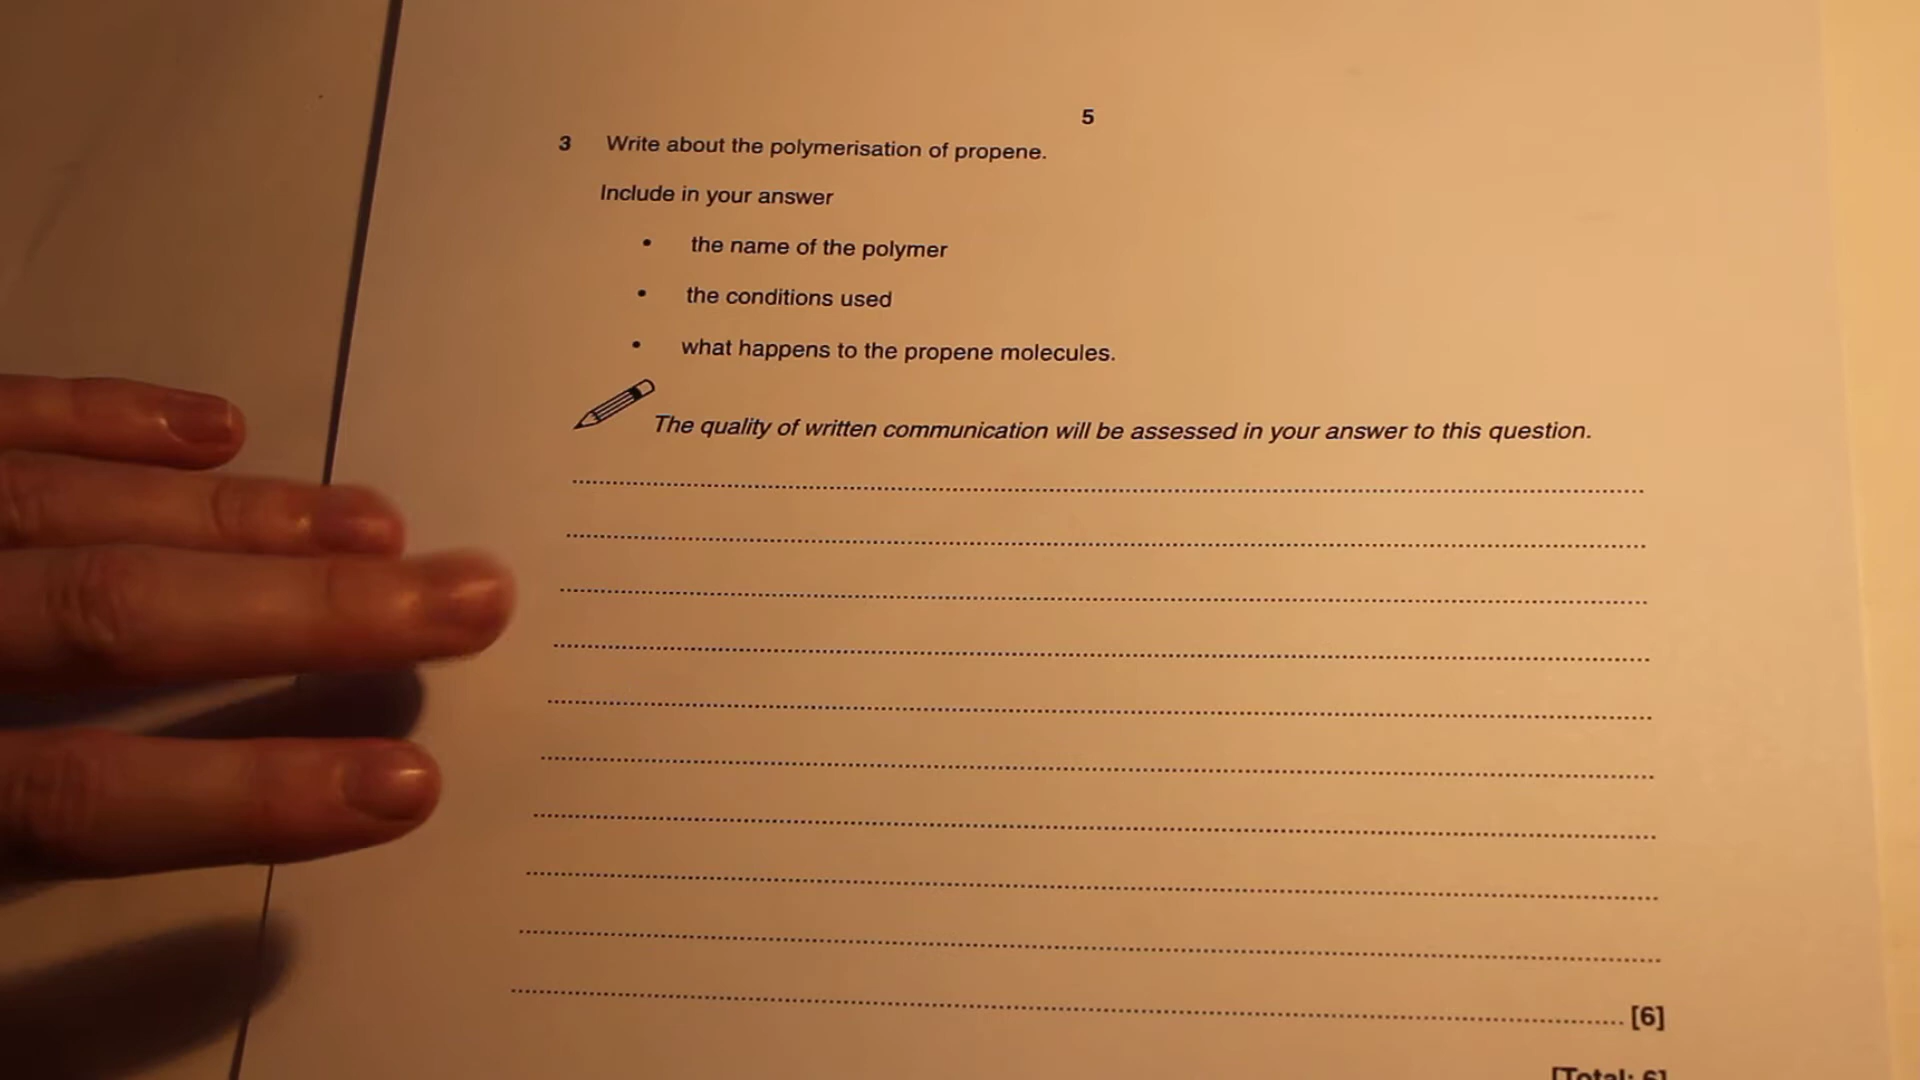 5
3 Write about the polymerisation of propene.
Include in your answer
• the name of the polymer
• the conditions used
• what happens to the propene molecules.
The quality of written communication will be assessed in your answer to this question.
[6]
[Total: 6]